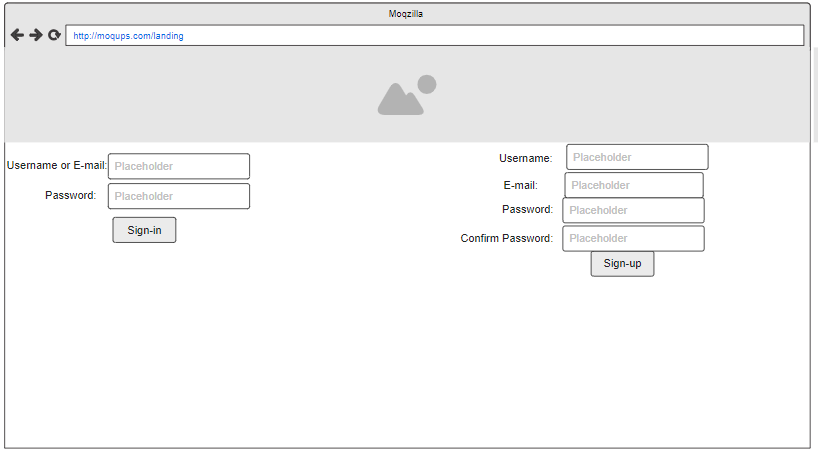 Moqzilla
http://moqups.com/landing
Username or E-mail: Placeholder
Password: Placeholder
Sign-in
Username: Placeholder
E-mail: Placeholder
Password: Placeholder
Confirm Password: Placeholder
Sign-up